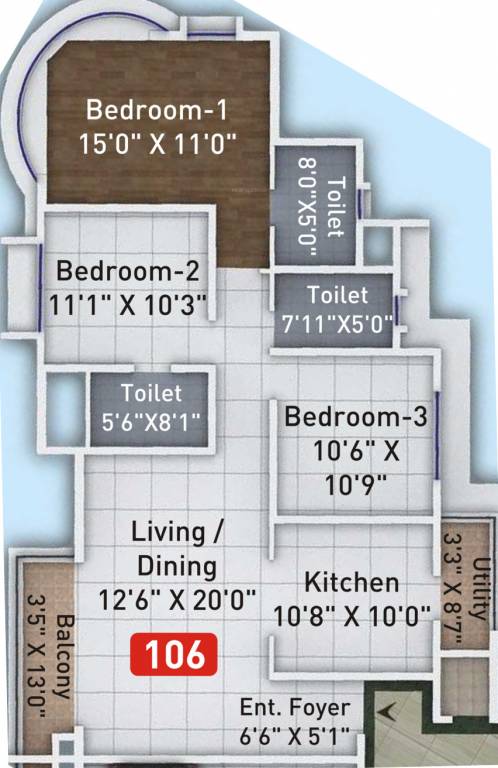 Bedroom-1
15'0" X 11'0"
Toilet
8'0"X5'0"
Bedroom-2
11'1" X 10'3"
Toilet
7'11"X5'0"
Toilet
5'6"X8'1"
Bedroom-3
10'6" X
10'9"
Living /
Dining
12'6" X 20'0"
106
Kitchen
10'8" X 10'0"
Utility
3'3" X 8'7"
Balcony
3'5" X 13'0"
Ent. Foyer
6'6" X 5'1"